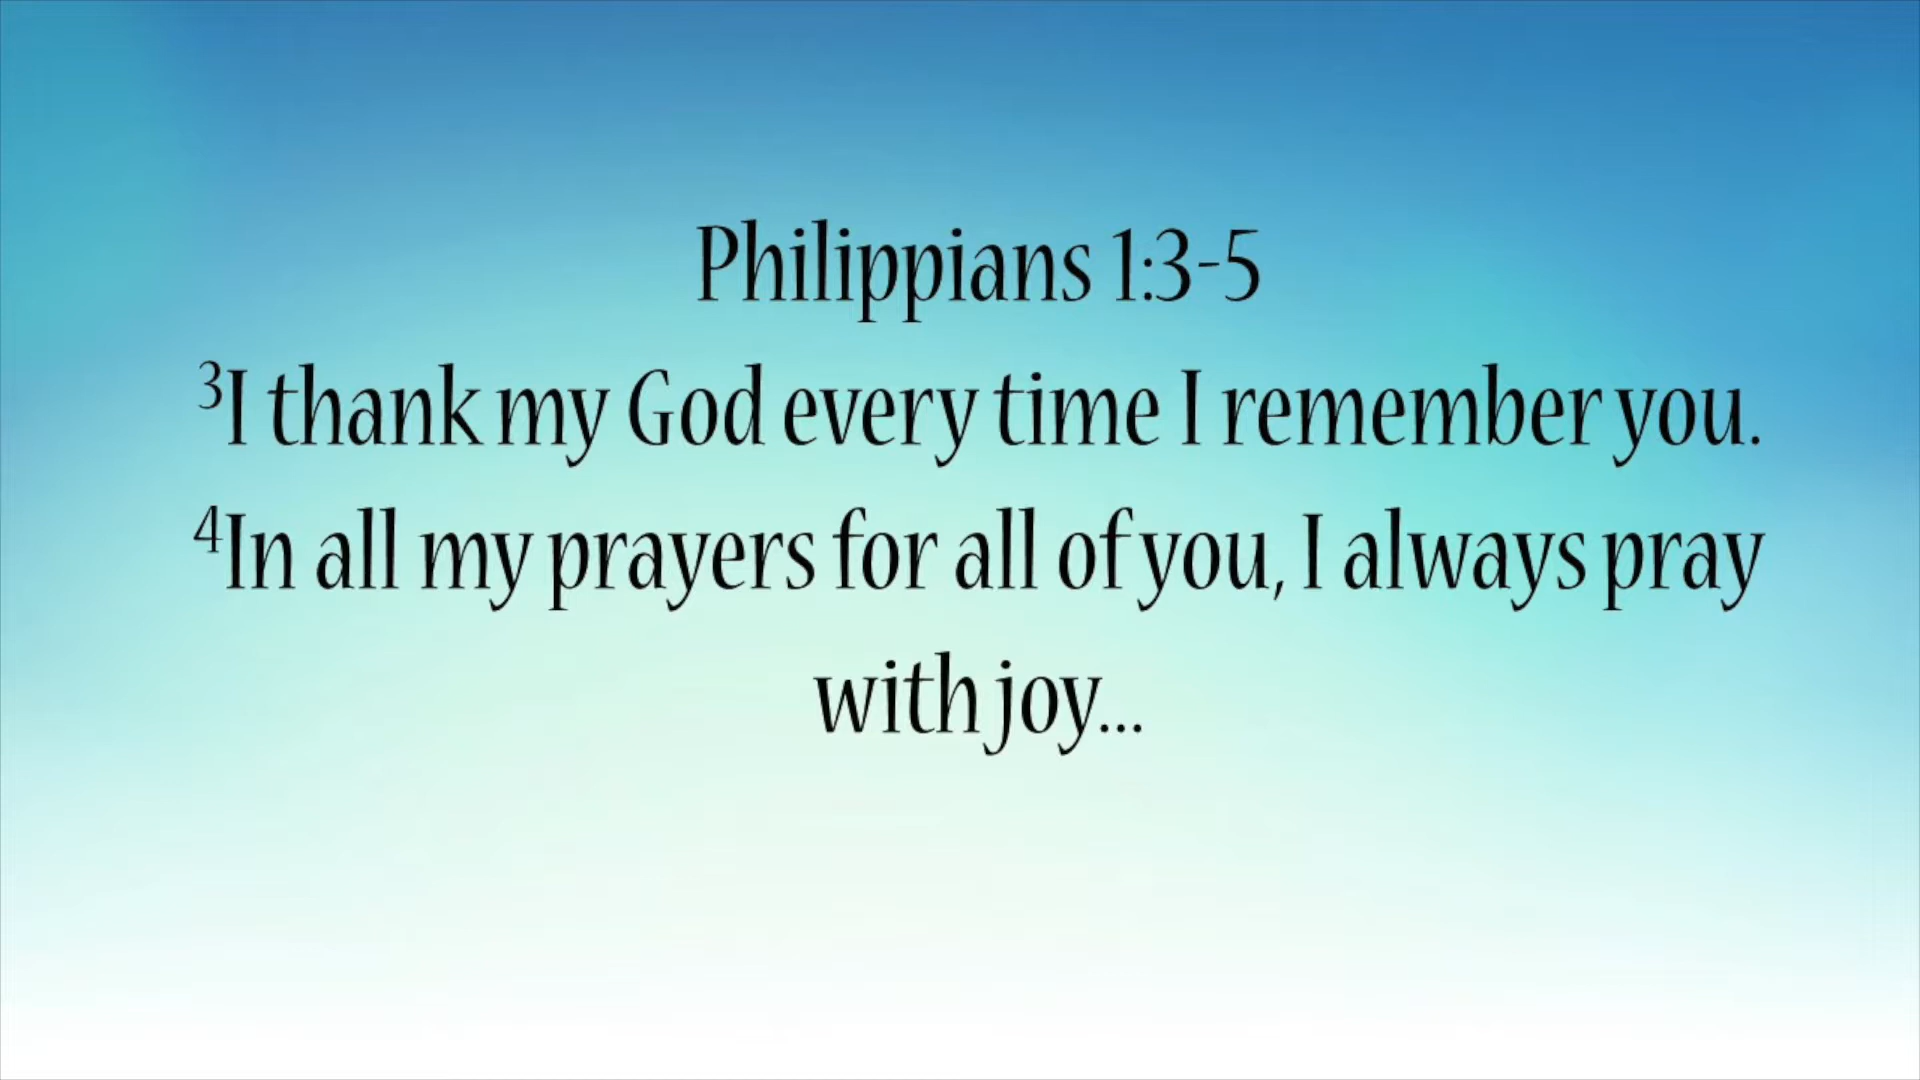 Philippians 1:3-5
³I thank my God every time I remember you.
⁴In all my prayers for all of you, I always pray
with joy...